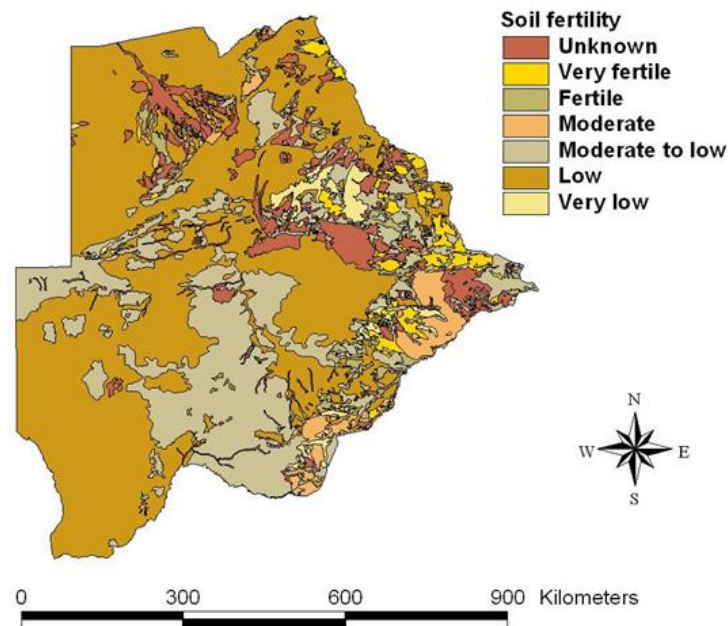 Soil fertility
Unknown
Very fertile
Fertile
Moderate
Moderate to low
Low
Very low
N
W E
S
0 300 600 900 Kilometers